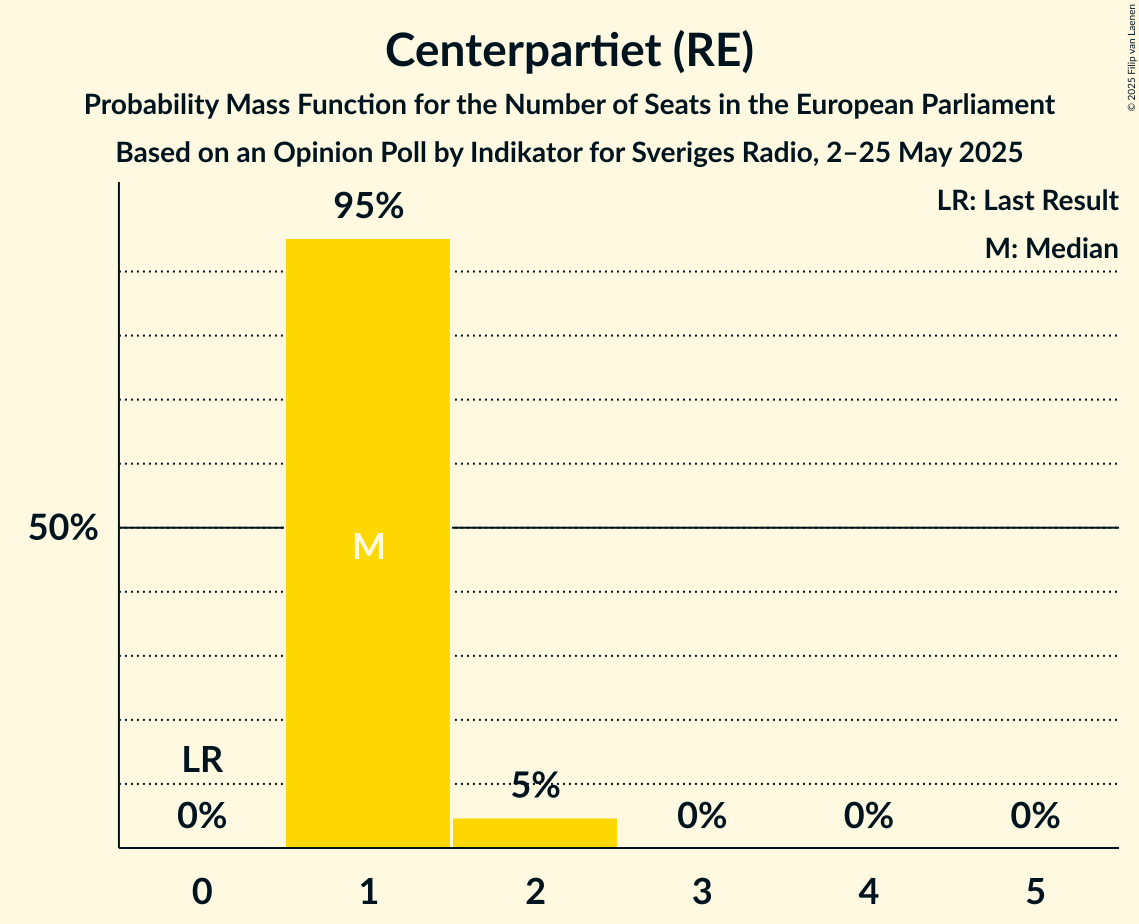 Centerpartiet (RE)
Probability Mass Function for the Number of Seats in the European Parliament
Based on an Opinion Poll by Indikator for Sveriges Radio, 2–25 May 2025
© 2025 Filip van Laenen
LR: Last Result
M: Median
95%
50%
M
LR
0%
5%
0%
0%
0%
0
1
2
3
4
5